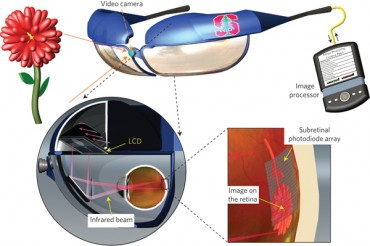 Video camera
Image
processor
LCD
Infrared beam
Subretinal
photodiode array
Image on
the retina